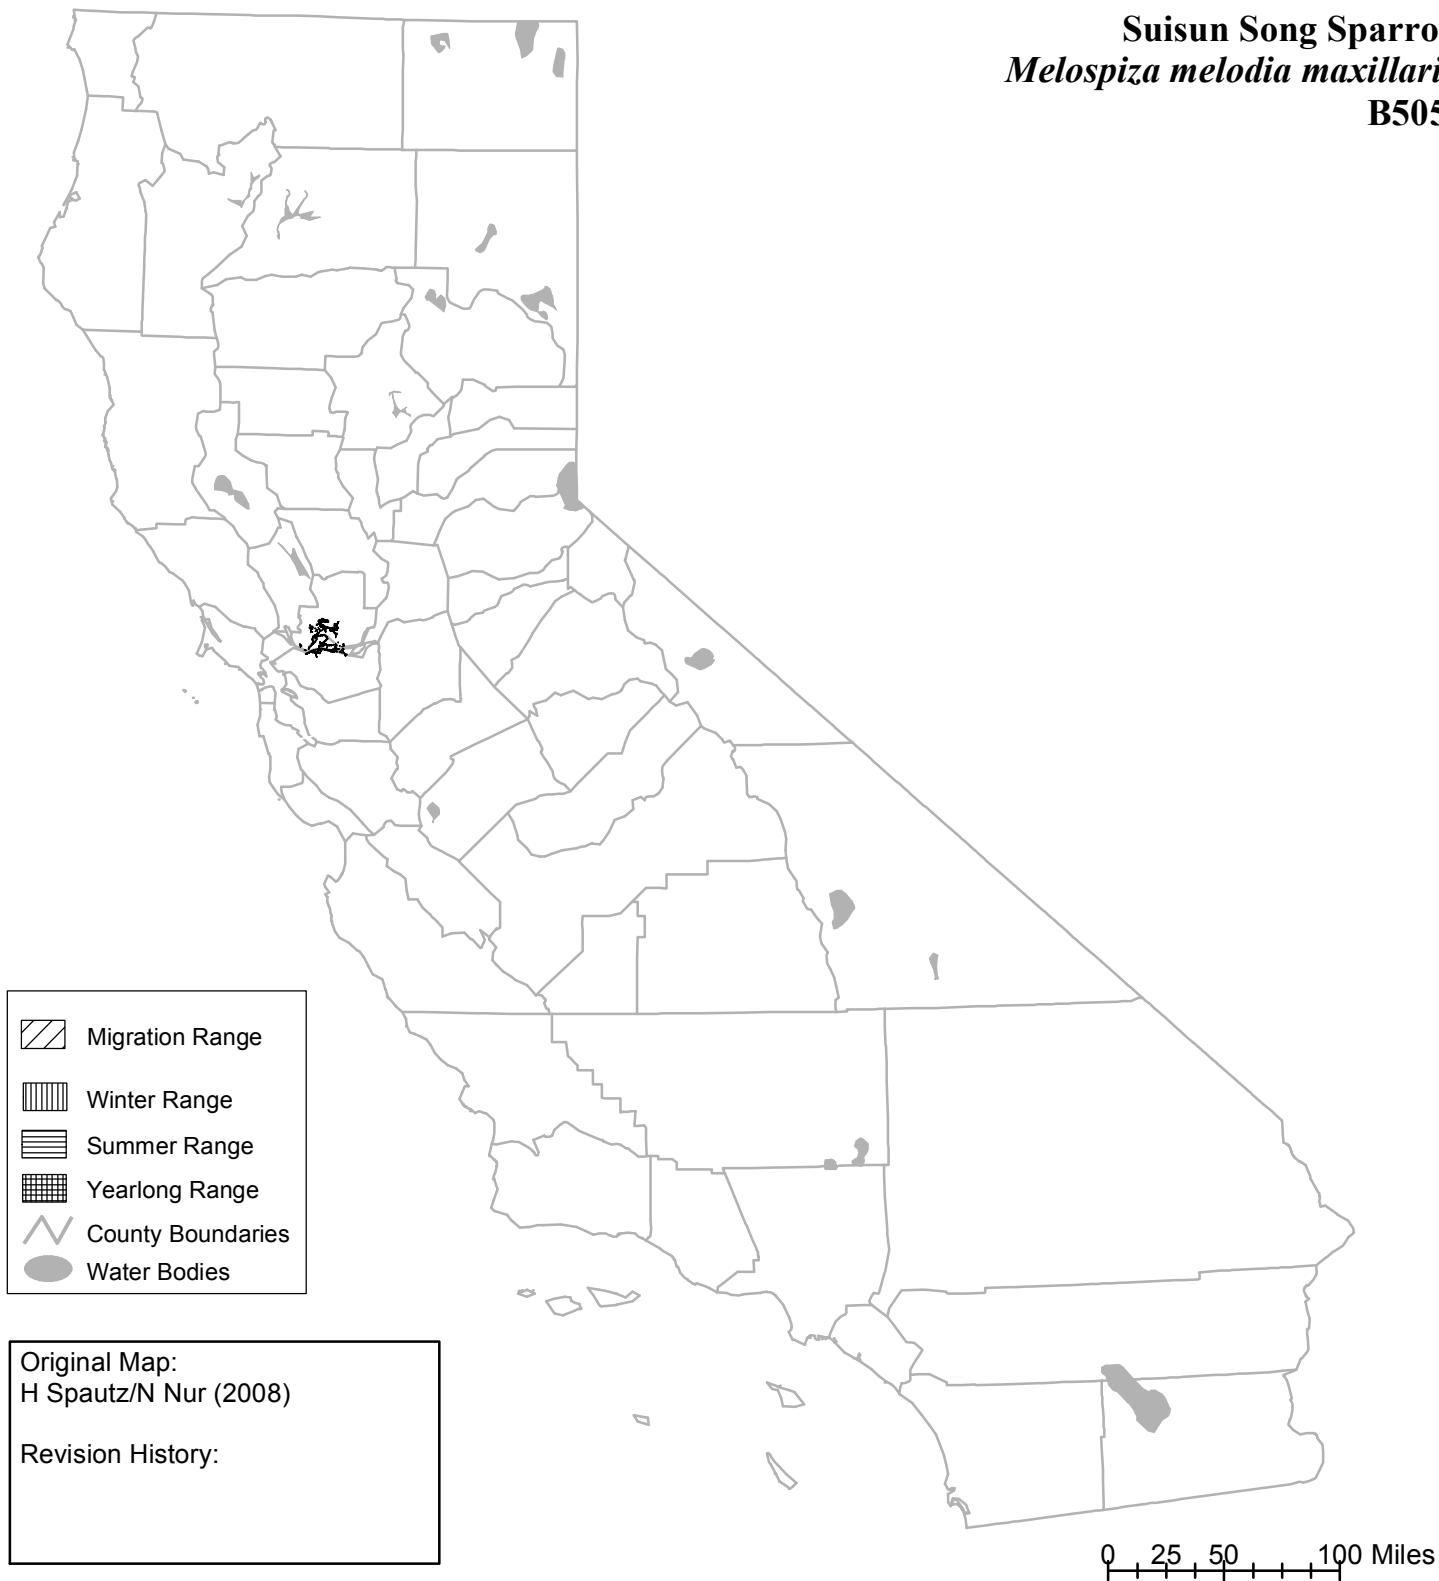 Suisun Song Sparro
Melospiza melodia maxillari
B505
Migration Range
Winter Range
Summer Range
Yearlong Range
County Boundaries
Water Bodies
Original Map:
H Spautz/N Nur (2008)
Revision History:
0 25 50 100 Miles